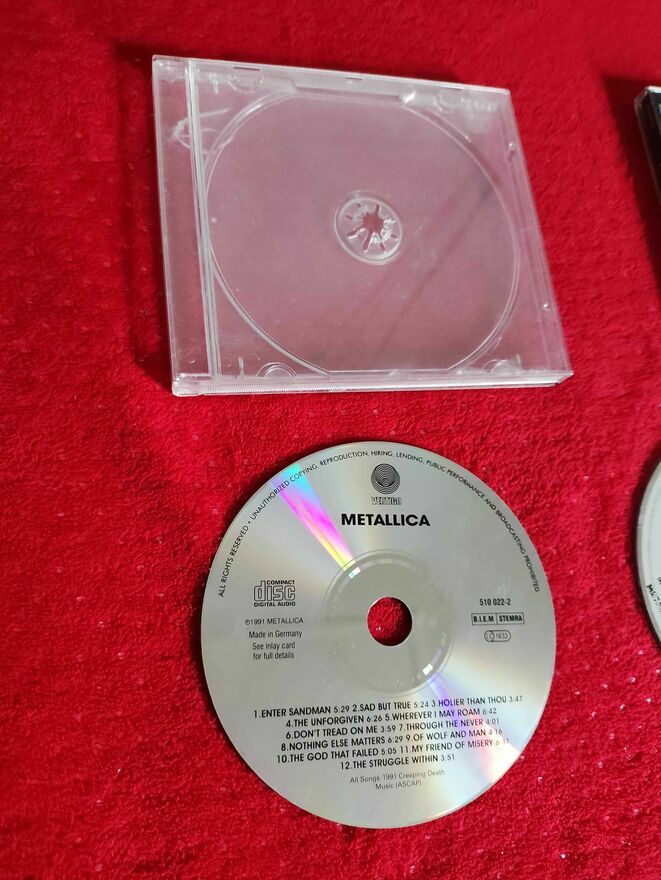 ALL RIGHTS RESERVED • UNAUTHORIZED COPYING, REPRODUCTION, HIRING, LENDING, PUBLIC PERFORMANCE AND BROADCASTING PROHIBITED.
VERTIGO
METALLICA
COMPACT
disc
DIGITAL AUDIO
510 022-2
℗1991 METALLICA
B.I.E.M STEMRA
Made in Germany
LC 1633
See inlay card
for full details
1.ENTER SANDMAN 5:29 2.SAD BUT TRUE 5:24 3.HOLIER THAN THOU 3:47
4.THE UNFORGIVEN 6:26 5.WHEREVER I MAY ROAM 6:42
6.DON'T TREAD ON ME 3:59 7.THROUGH THE NEVER 4:01
8.NOTHING ELSE MATTERS 6:29 9.OF WOLF AND MAN 4:16
10.THE GOD THAT FAILED 5:05 11.MY FRIEND OF MISERY
12.THE STRUGGLE WITHIN 3:51
All Songs: 1991 Creeping Death
Music (ASCAP)